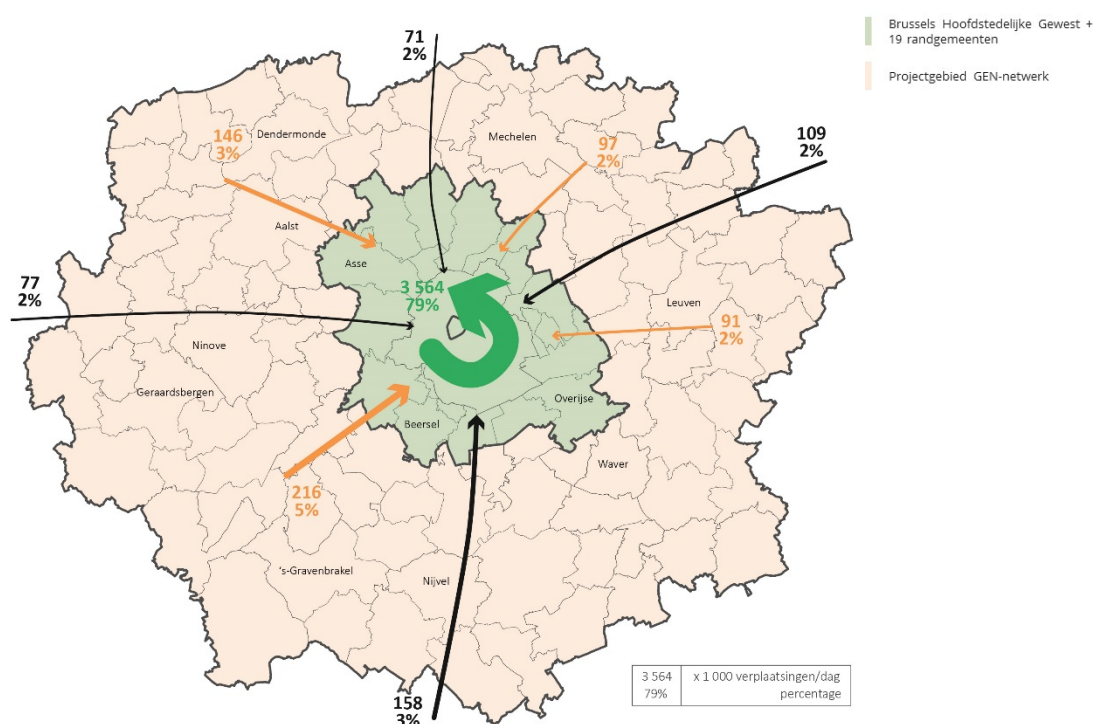 71
2%
Brussels Hoofdstedelijke Gewest +
19 randgemeenten
Projectgebied GEN-netwerk
146
3%
Dendermonde
Mechelen
97
2%
109
2%
Aalst
Asse
77
2%
3 564
79%
Leuven
91
2%
Ninove
Geraardsbergen
Overijse
Beersel
Waver
216
5%
's-Gravenbrakel
Nijvel
158
3%
3 564 x 1 000 verplaatsingen/dag
79% percentage